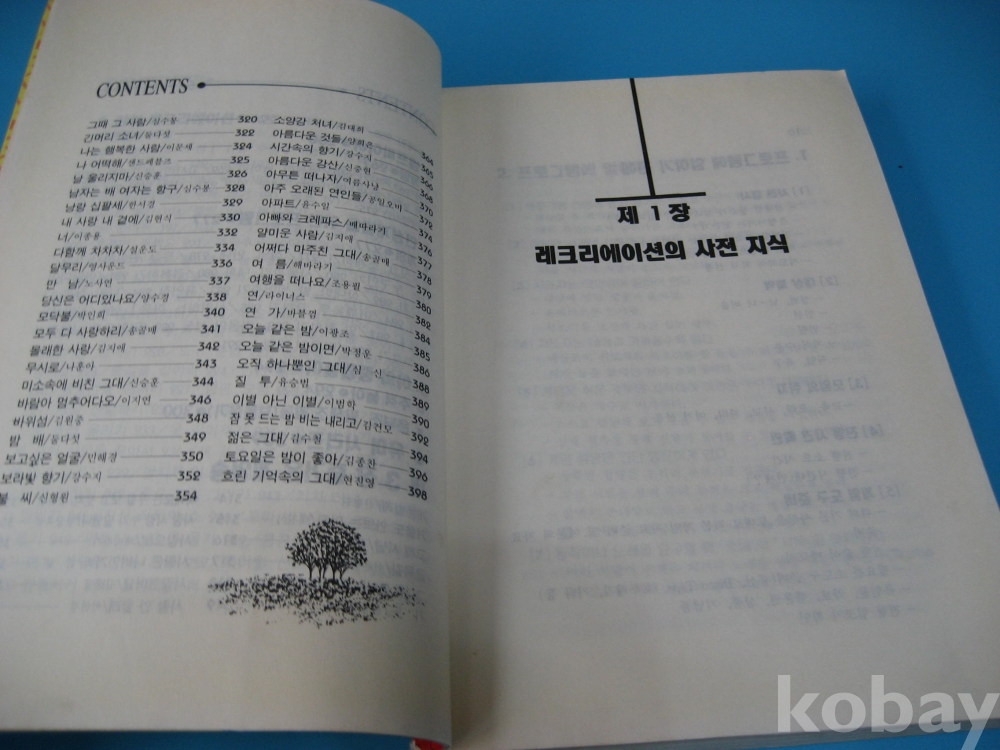 CONTENTS
그때 그 사람/심수봉 320
긴머리 소녀/둘다섯 322
나는 행복한 사람/이문세 324
나 어떡해/샌드페블즈 325
날 울리지마/신승훈 326
남자는 배 여자는 항구/심수봉 328
낭랑 십팔세/한서경 329
내 사랑 내 곁에/김현식 330
너/이종용 332
다함께 차차차/설운도 334
달무리/영사운드 336
만 남/노사연 337
당신은 어디있나요/양수경 338
모닥불/박인희 340
모두 다 사랑하리/송골매 341
몰래한 사랑/김지애 342
무시로/나훈아 343
미소속에 비친 그대/신승훈 344
바람아 멈추어다오/이지연 346
바위섬/김원중 348
밤 배/둘다섯 349
보고싶은 얼굴/민해경 350
보라빛 향기/강수지 352
불 씨/신형원 354
소양강 처녀/김태희
아름다운 것들/양희은 364
시간속의 향기/강수지 365
아름다운 강산/신중현 366
아무튼 떠나자/여름사냥 368
아주 오래된 연인들/공일오비 370
아파트/윤수일 372
아빠와 크레파스/배따라기 374
얄미운 사람/김지애 376
어쩌다 마주친 그대/송골매 377
여 름/해바라기 378
여행을 떠나요/조용필 379
연/라이너스 380
연 가/바블껌 382
오늘 같은 밤/이광조 384
오늘 같은 밤이면/박정운 385
오직 하나뿐인 그대/심 신 386
질 투/유승범 388
이별 아닌 이별/이범학 389
잠 못 드는 밤 비는 내리고/김건모 390
젊은 그대/김수철 392
토요일은 밤이 좋아/김종찬 394
흐린 기억속의 그대/현진영 396
398
제 1 장
레크리에이션의 사전 지식
kobay